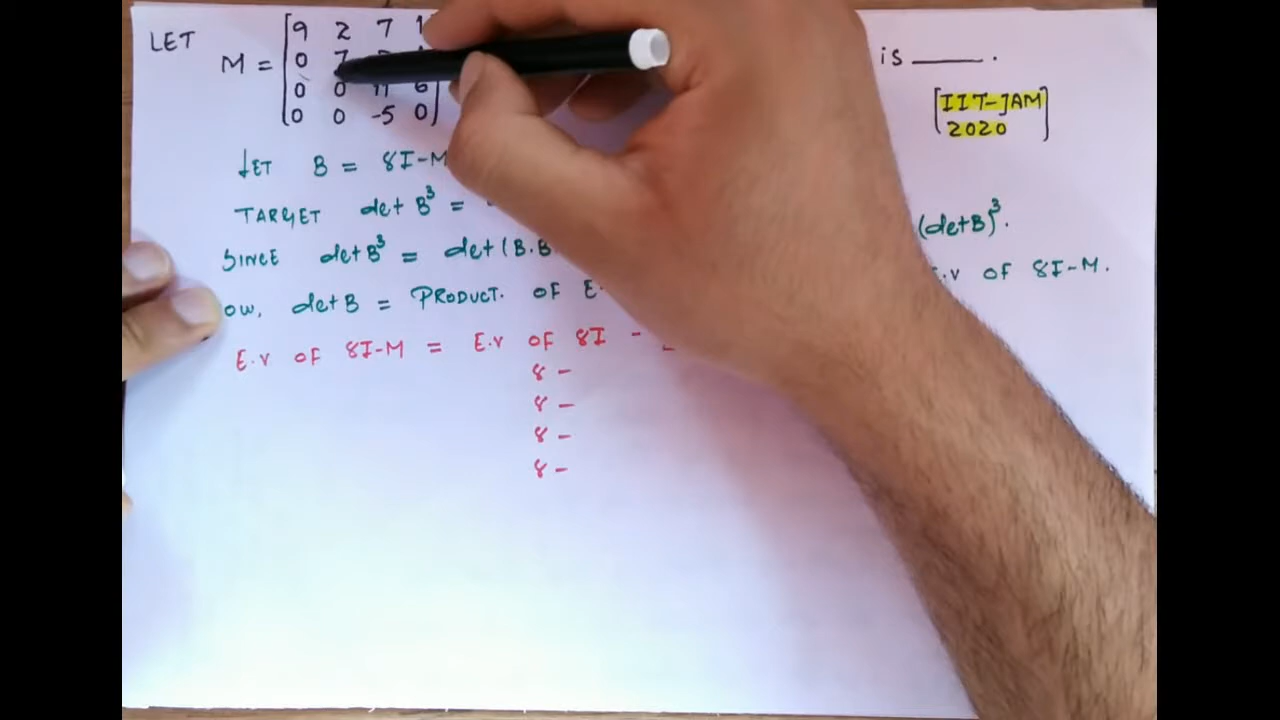 LET M = [9 2 7 1
0 7
0 0 11 6
0 0 -5 0]
is ____ .
[IIT-JAM 2020]
LET B = 8I-M
TARGET det B³ =
SINCE det B³ = det (B.B (det B)³.
OW, det B = PRODUCT. OF E. .v OF 8I-M.
E.V OF 8I-M = E.V OF 8I -
8 -
8 -
8 -
8 -